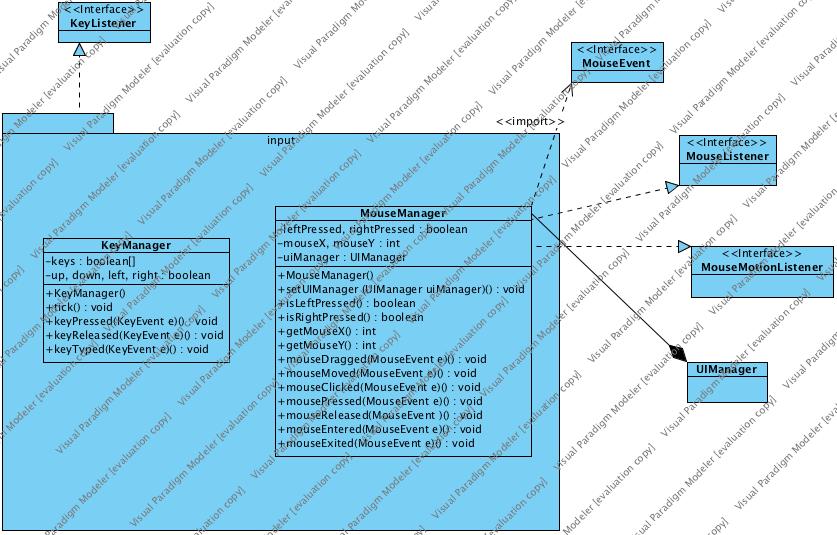 <<Interface>>
KeyListener
<<Interface>>
MouseEvent
<<import>>
<<Interface>>
MouseListener
<<Interface>>
MouseMotionListener
UIManager
input
KeyManager
-keys : boolean[]
-up, down, left, right : boolean
+KeyManager()
+tick() : void
+keyPressed(KeyEvent e)() : void
+keyReleased(KeyEvent e)() : void
+keyTyped(KeyEvent e)() : void
MouseManager
-leftPressed, rightPressed : boolean
-mouseX, mouseY : int
-uiManager : UIManager
+MouseManager()
+setUIManager (UIManager uiManager)() : void
+isLeftPressed() : boolean
+isRightPressed() : boolean
+getMouseX() : int
+getMouseY() : int
+mouseDragged(MouseEvent e)() : void
+mouseMoved(MouseEvent e)() : void
+mouseClicked(MouseEvent e)() : void
+mousePressed(MouseEvent e)() : void
+mouseReleased(MouseEvent )() : void
+mouseEntered(MouseEvent e)() : void
+mouseExited(MouseEvent e)() : void
Visual Paradigm Modeler [evaluation copy]